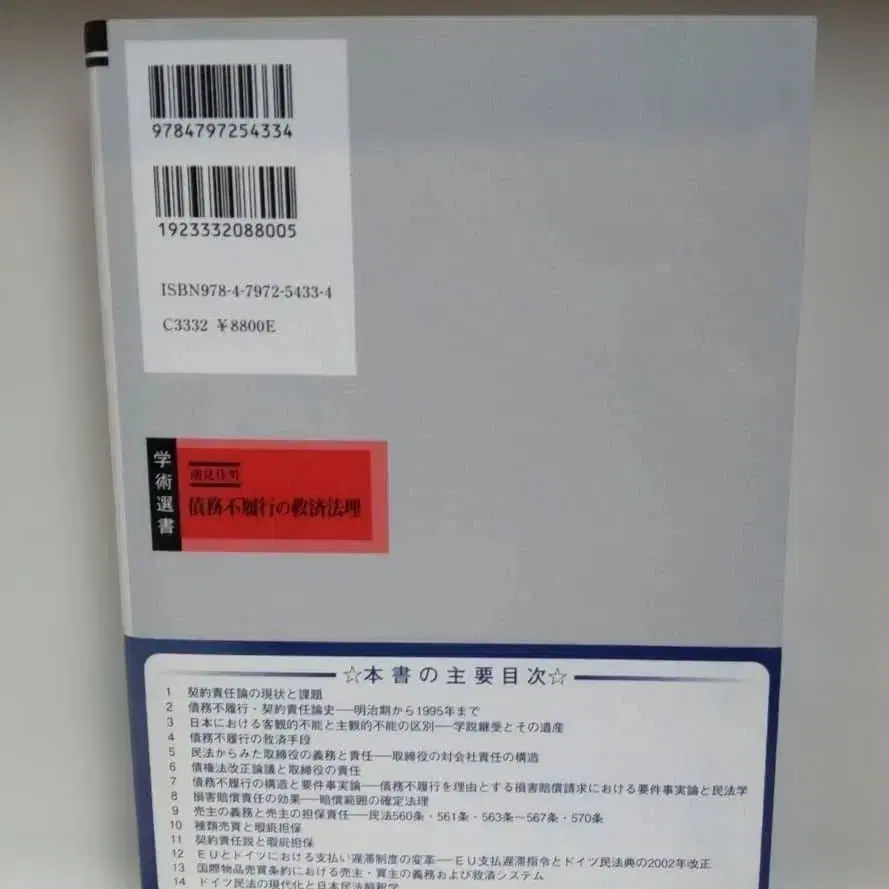 9784797254334
1923332088005
ISBN978-4-7972-5433-4
C3332 ￥8800E
学術選書
潮見佳男
債務不履行の救済法理
☆本書の主要目次☆
1 契約責任論の現状と課題
2 債務不履行・契約責任論史──明治期から1995年まで
3 日本における客観的不能と主観的不能の区別──学説継受とその遺産
4 債務不履行の救済手段
5 民法からみた取締役の義務と責任──取締役の対会社責任の構造
6 債権法改正論議と取締役の責任
7 債務不履行の構造と要件事実論──債務不履行を理由とする損害賠償請求における要件事実論と民法学
8 損害賠償責任の効果──賠償範囲の確定法理
9 売主の義務と売主の担保責任──民法560条・561条・563条～567条・570条
10 種類売買と瑕疵担保
11 契約責任説と瑕疵担保
12 EUとドイツにおける支払い遅滞制度の変革──EU支払遅滞指令とドイツ民法典の2002年改正
13 国際物品売買条約における売主・買主の義務および救済システム
14 ドイツ民法の現代化と日本民法解釈学